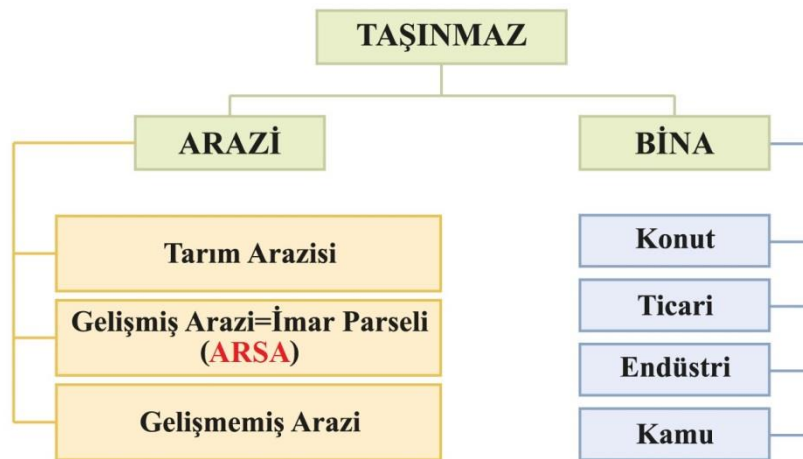 TAŞINMAZ
ARAZİ
BİNA
Tarım Arazisi
Gelişmiş Arazi=İmar Parseli
(ARSA)
Gelişmemiş Arazi
Konut
Ticari
Endüstri
Kamu